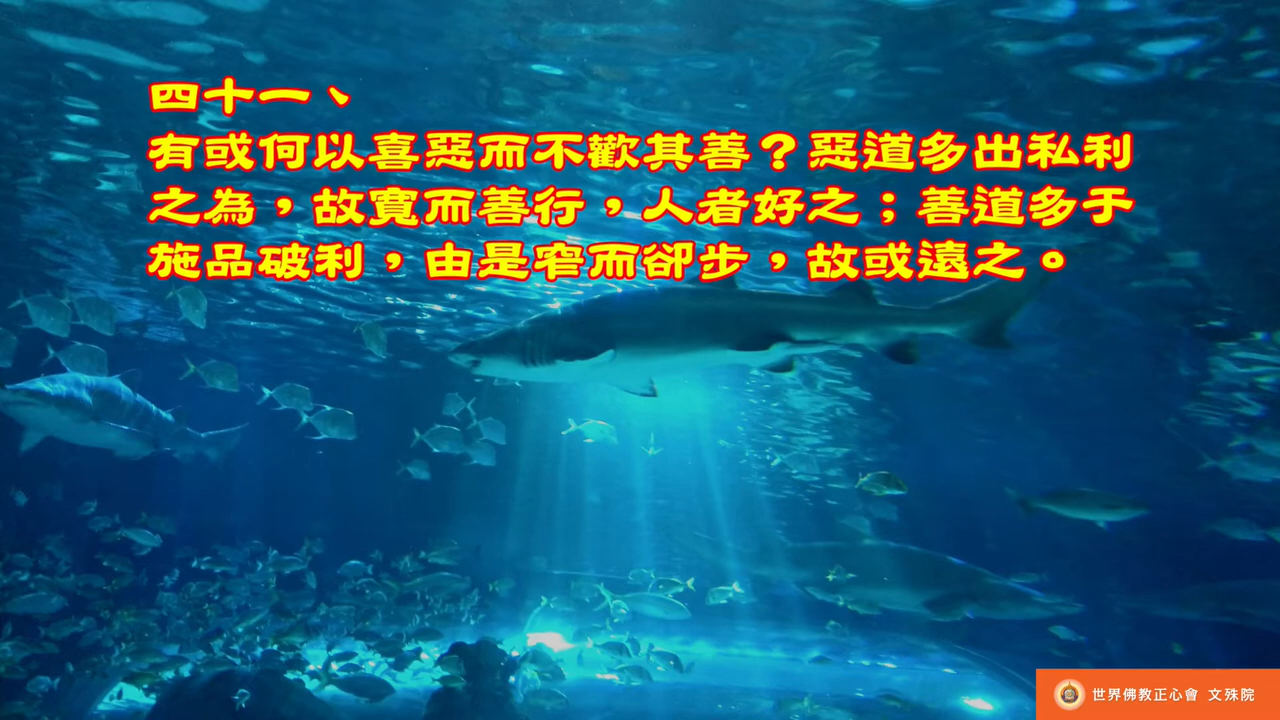 四十一、
有或何以喜惡而不歡其善？惡道多出私利
之為，故寬而善行，人者好之；善道多于
施品破利，由是窄而卻步，故或遠之。
世界佛教正心會 文殊院